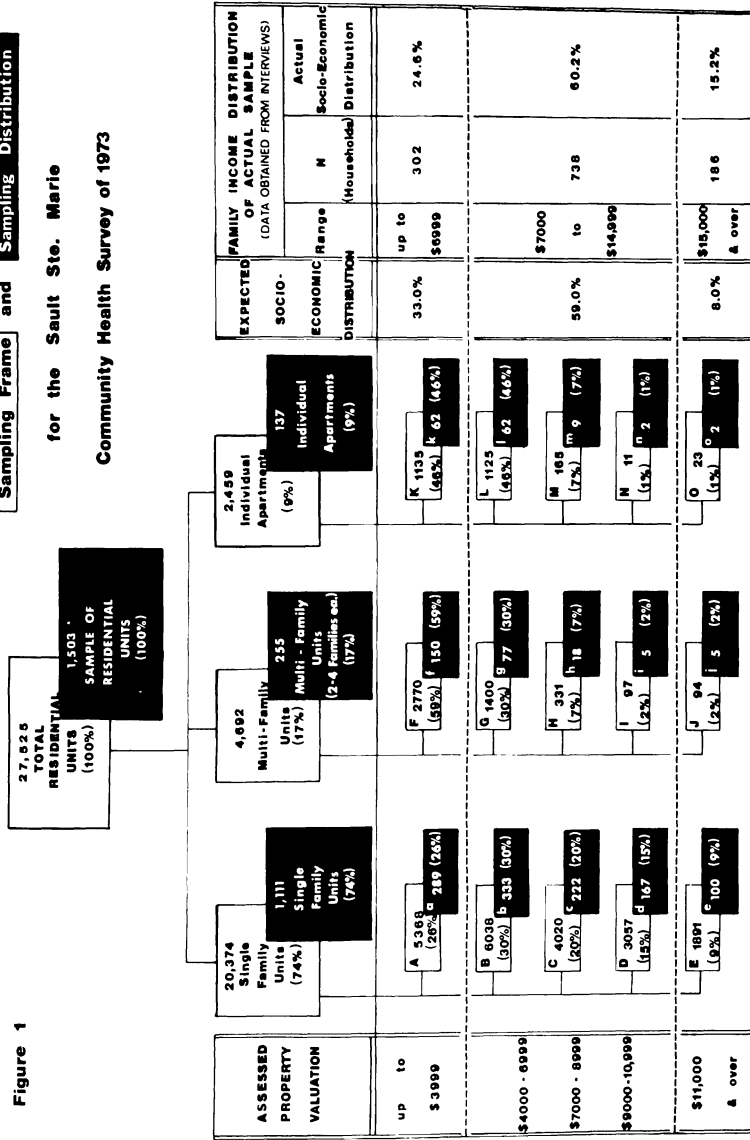 Figure 1
Sampling Frame and Sampling Distribution
for the Sault Ste. Marie
Community Health Survey of 1973
27,525
TOTAL
RESIDENTIAL
UNITS
(100%)
1,503
SAMPLE OF
RESIDENTIAL
UNITS
(100%)
20,374
Single
Family
Units
(74%)
1,111
Single
Family
Units
(74%)
4,692
Multi-Family
Units
(17%)
255
Multi - Family
Units
(2-4 Families ea.)
(17%)
2,459
Individual
Apartments
(9%)
137
Individual
Apartments
(9%)
ASSESSED
PROPERTY
VALUATION
EXPECTED
SOCIO-
ECONOMIC
DISTRIBUTION
FAMILY INCOME DISTRIBUTION
OF ACTUAL SAMPLE
(DATA OBTAINED FROM INTERVIEWS)
Range
N
(Households)
Actual
Socio-Economic
Distribution
up to
$3999
A 5368
(26%)
a 289 (26%)
F 2770
(59%)
f 150 (59%)
K 1135
(46%)
k 62 (46%)
33.0%
up to
$6999
302
24.6%
$4000 - 6999
B 6038
(30%)
b 333 (30%)
G 1400
(30%)
g 77 (30%)
L 1125
(46%)
l 62 (46%)
$7000 - 8999
C 4020
(20%)
c 222 (20%)
H 331
(7%)
h 18 (7%)
M 165
(7%)
m 9 (7%)
59.0%
$7000
to
$14,999
738
60.2%
$9000-10,999
D 3057
(15%)
d 167 (15%)
I 97
(2%)
i 5 (2%)
N 11
(1%)
n 2 (1%)
$11,000
& over
E 1891
(9%)
e 100 (9%)
J 94
(2%)
j 5 (2%)
O 23
(1%)
o 2 (1%)
8.0%
$15,000
& over
186
15.2%